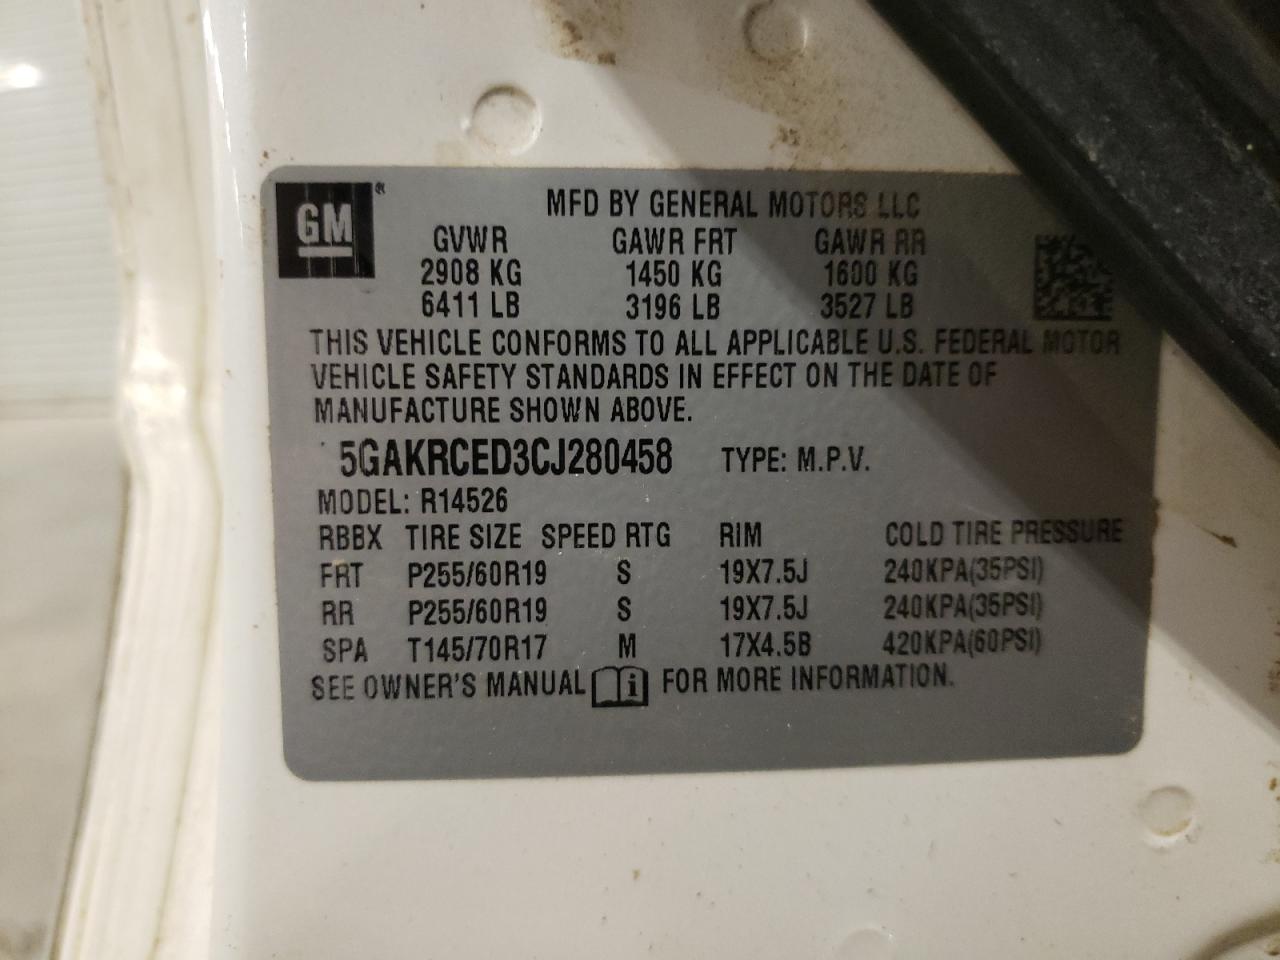 GM®
MFD BY GENERAL MOTORS LLC
GVWR GAWR FRT GAWR RR
2908 KG 1450 KG 1600 KG
6411 LB 3196 LB 3527 LB
THIS VEHICLE CONFORMS TO ALL APPLICABLE U.S. FEDERAL MOTOR
VEHICLE SAFETY STANDARDS IN EFFECT ON THE DATE OF
MANUFACTURE SHOWN ABOVE.
5GAKRCED3CJ280458 TYPE: M.P.V.
MODEL: R14526
RBBX TIRE SIZE SPEED RTG RIM COLD TIRE PRESSURE
FRT P255/60R19 S 19X7.5J 240KPA(35PSI)
RR P255/60R19 S 19X7.5J 240KPA(35PSI)
SPA T145/70R17 M 17X4.5B 420KPA(60PSI)
SEE OWNER'S MANUAL i FOR MORE INFORMATION.